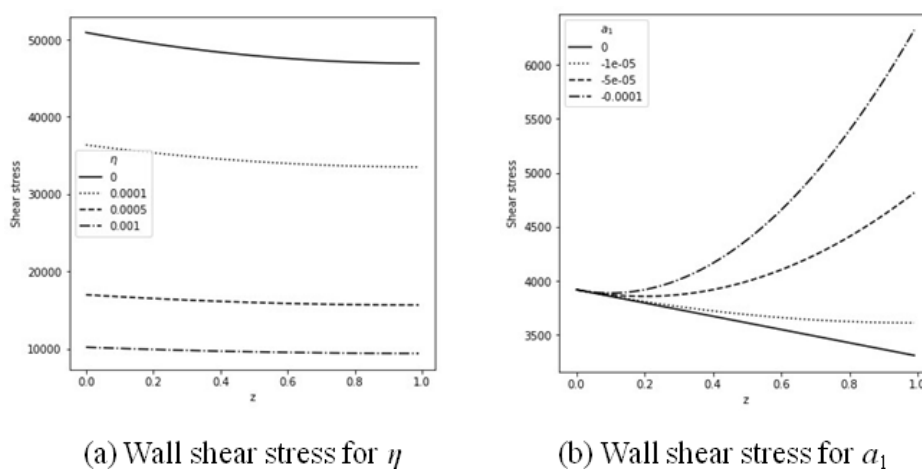 50000
40000
30000
20000
10000
Shear stress
η
0
0.0001
0.0005
0.001
0.0
0.2
0.4
0.6
0.8
1.0
z
6000
5500
5000
4500
4000
3500
Shear stress
a1
0
-1e-05
-5e-05
-0.0001
0.0
0.2
0.4
0.6
0.8
1.0
z
(a) Wall shear stress for η
(b) Wall shear stress for a1